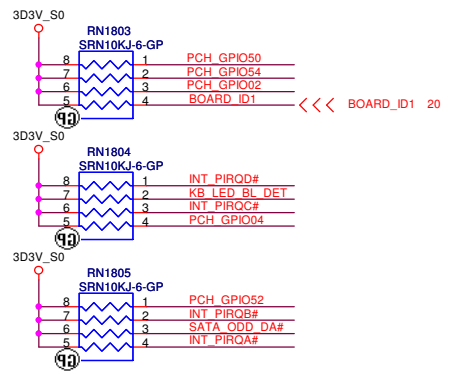 3D3V_S0
RN1803
SRN10KJ-6-GP
8 1 PCH_GPIO50
7 2 PCH_GPIO54
6 3 PCH_GPIO02
5 4 BOARD_ID1 BOARD_ID1 20
GP
3D3V_S0
RN1804
SRN10KJ-6-GP
8 1 INT_PIRQD#
7 2 KB_LED_BL_DET
6 3 INT_PIRQC#
5 4 PCH_GPIO04
GP
3D3V_S0
RN1805
SRN10KJ-6-GP
8 1 PCH_GPIO52
7 2 INT_PIRQB#
6 3 SATA_ODD_DA#
5 4 INT_PIRQA#
GP